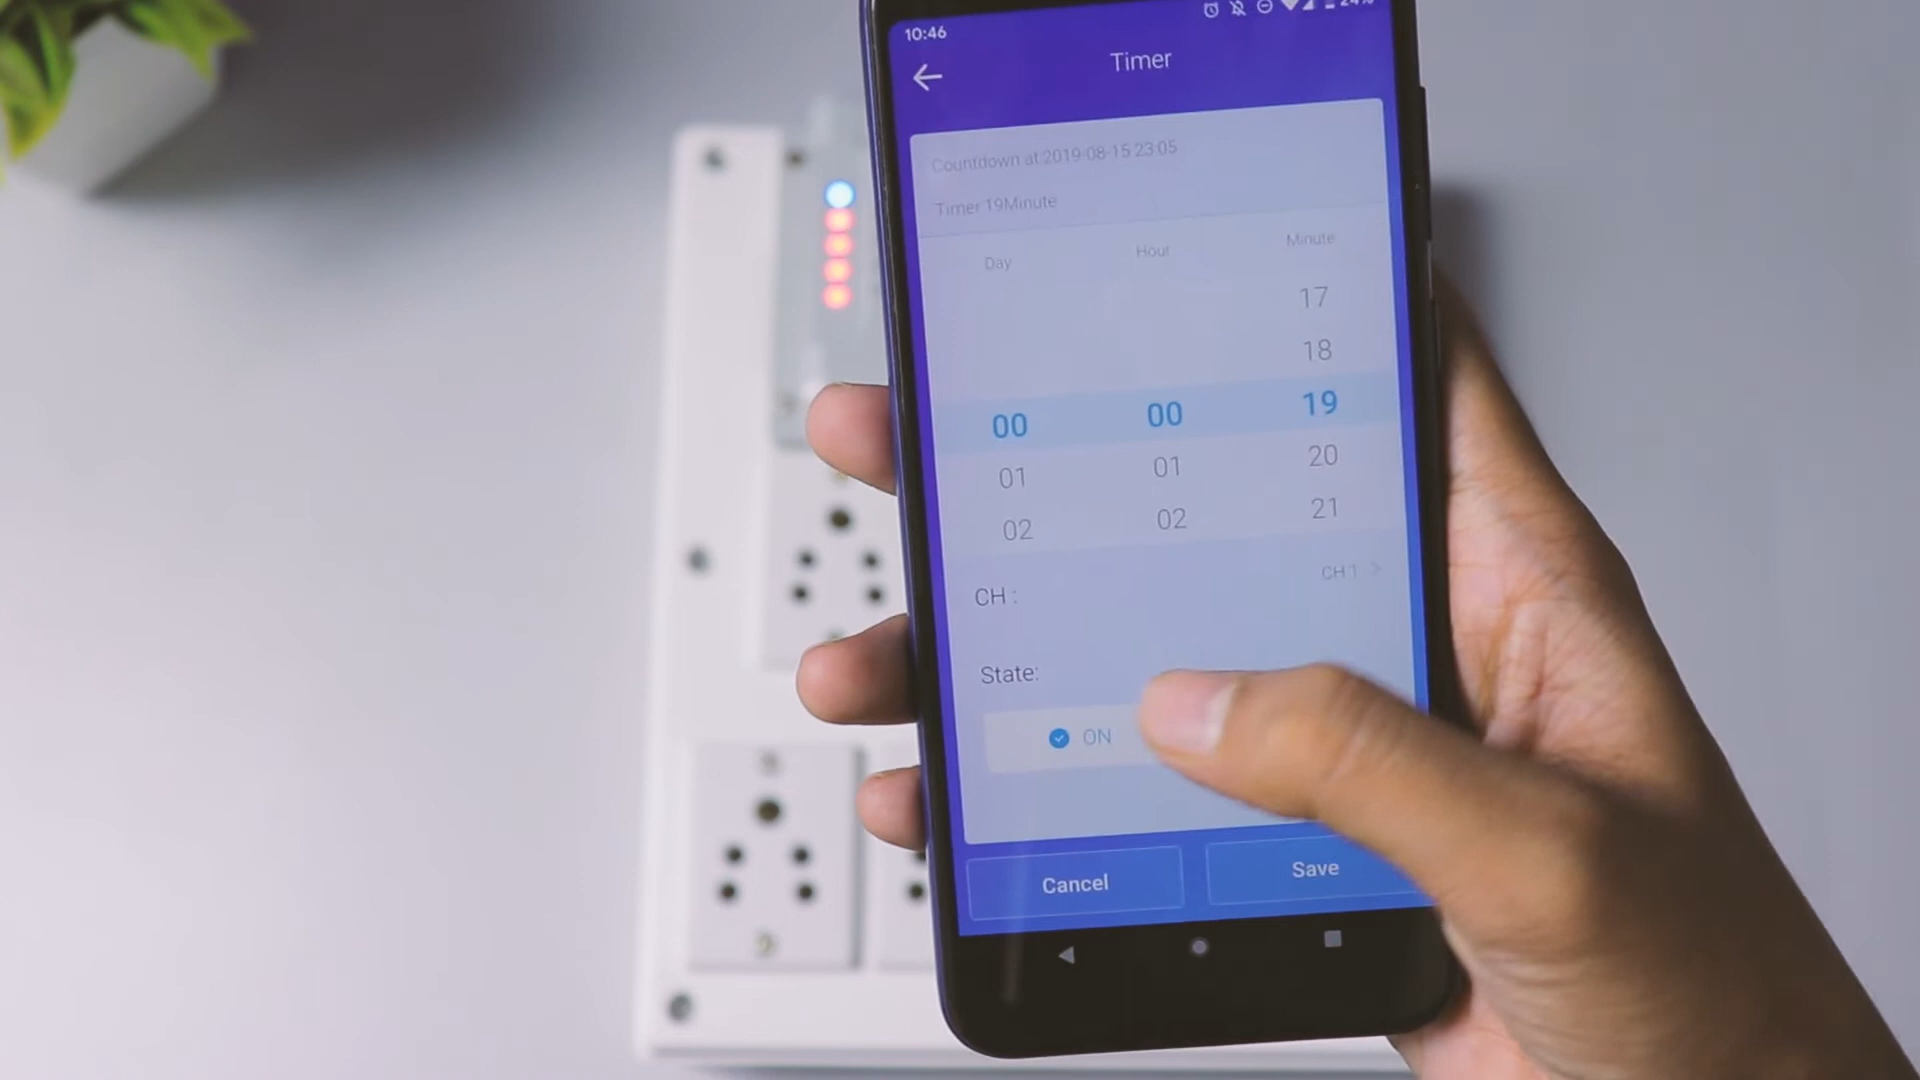 10:46
24%
Timer
Countdown at 2019-08-15 23:05
Timer 19Minute
Day Hour Minute
17
18
00 00 19
01 01 20
02 02 21
CH : CH 1
State:
ON
Cancel Save